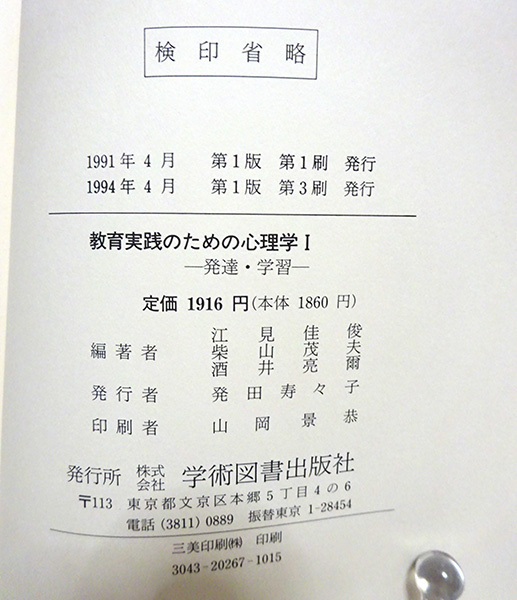 検印省略
1991年4月 第1版 第1刷 発行
1994年4月 第1版 第3刷 発行
教育実践のための心理学I
―発達・学習―
定価 1916 円(本体 1860 円)
江見佳俊
編著者 柴山茂夫
酒井亮爾
発行者 発田寿々子
印刷者 山岡景恭
発行所 株式会社 学術図書出版社
〒113 東京都文京区本郷5丁目4の6
電話 (3811) 0889 振替東京 1-28454
三美印刷㈱ 印刷
3043-20267-1015